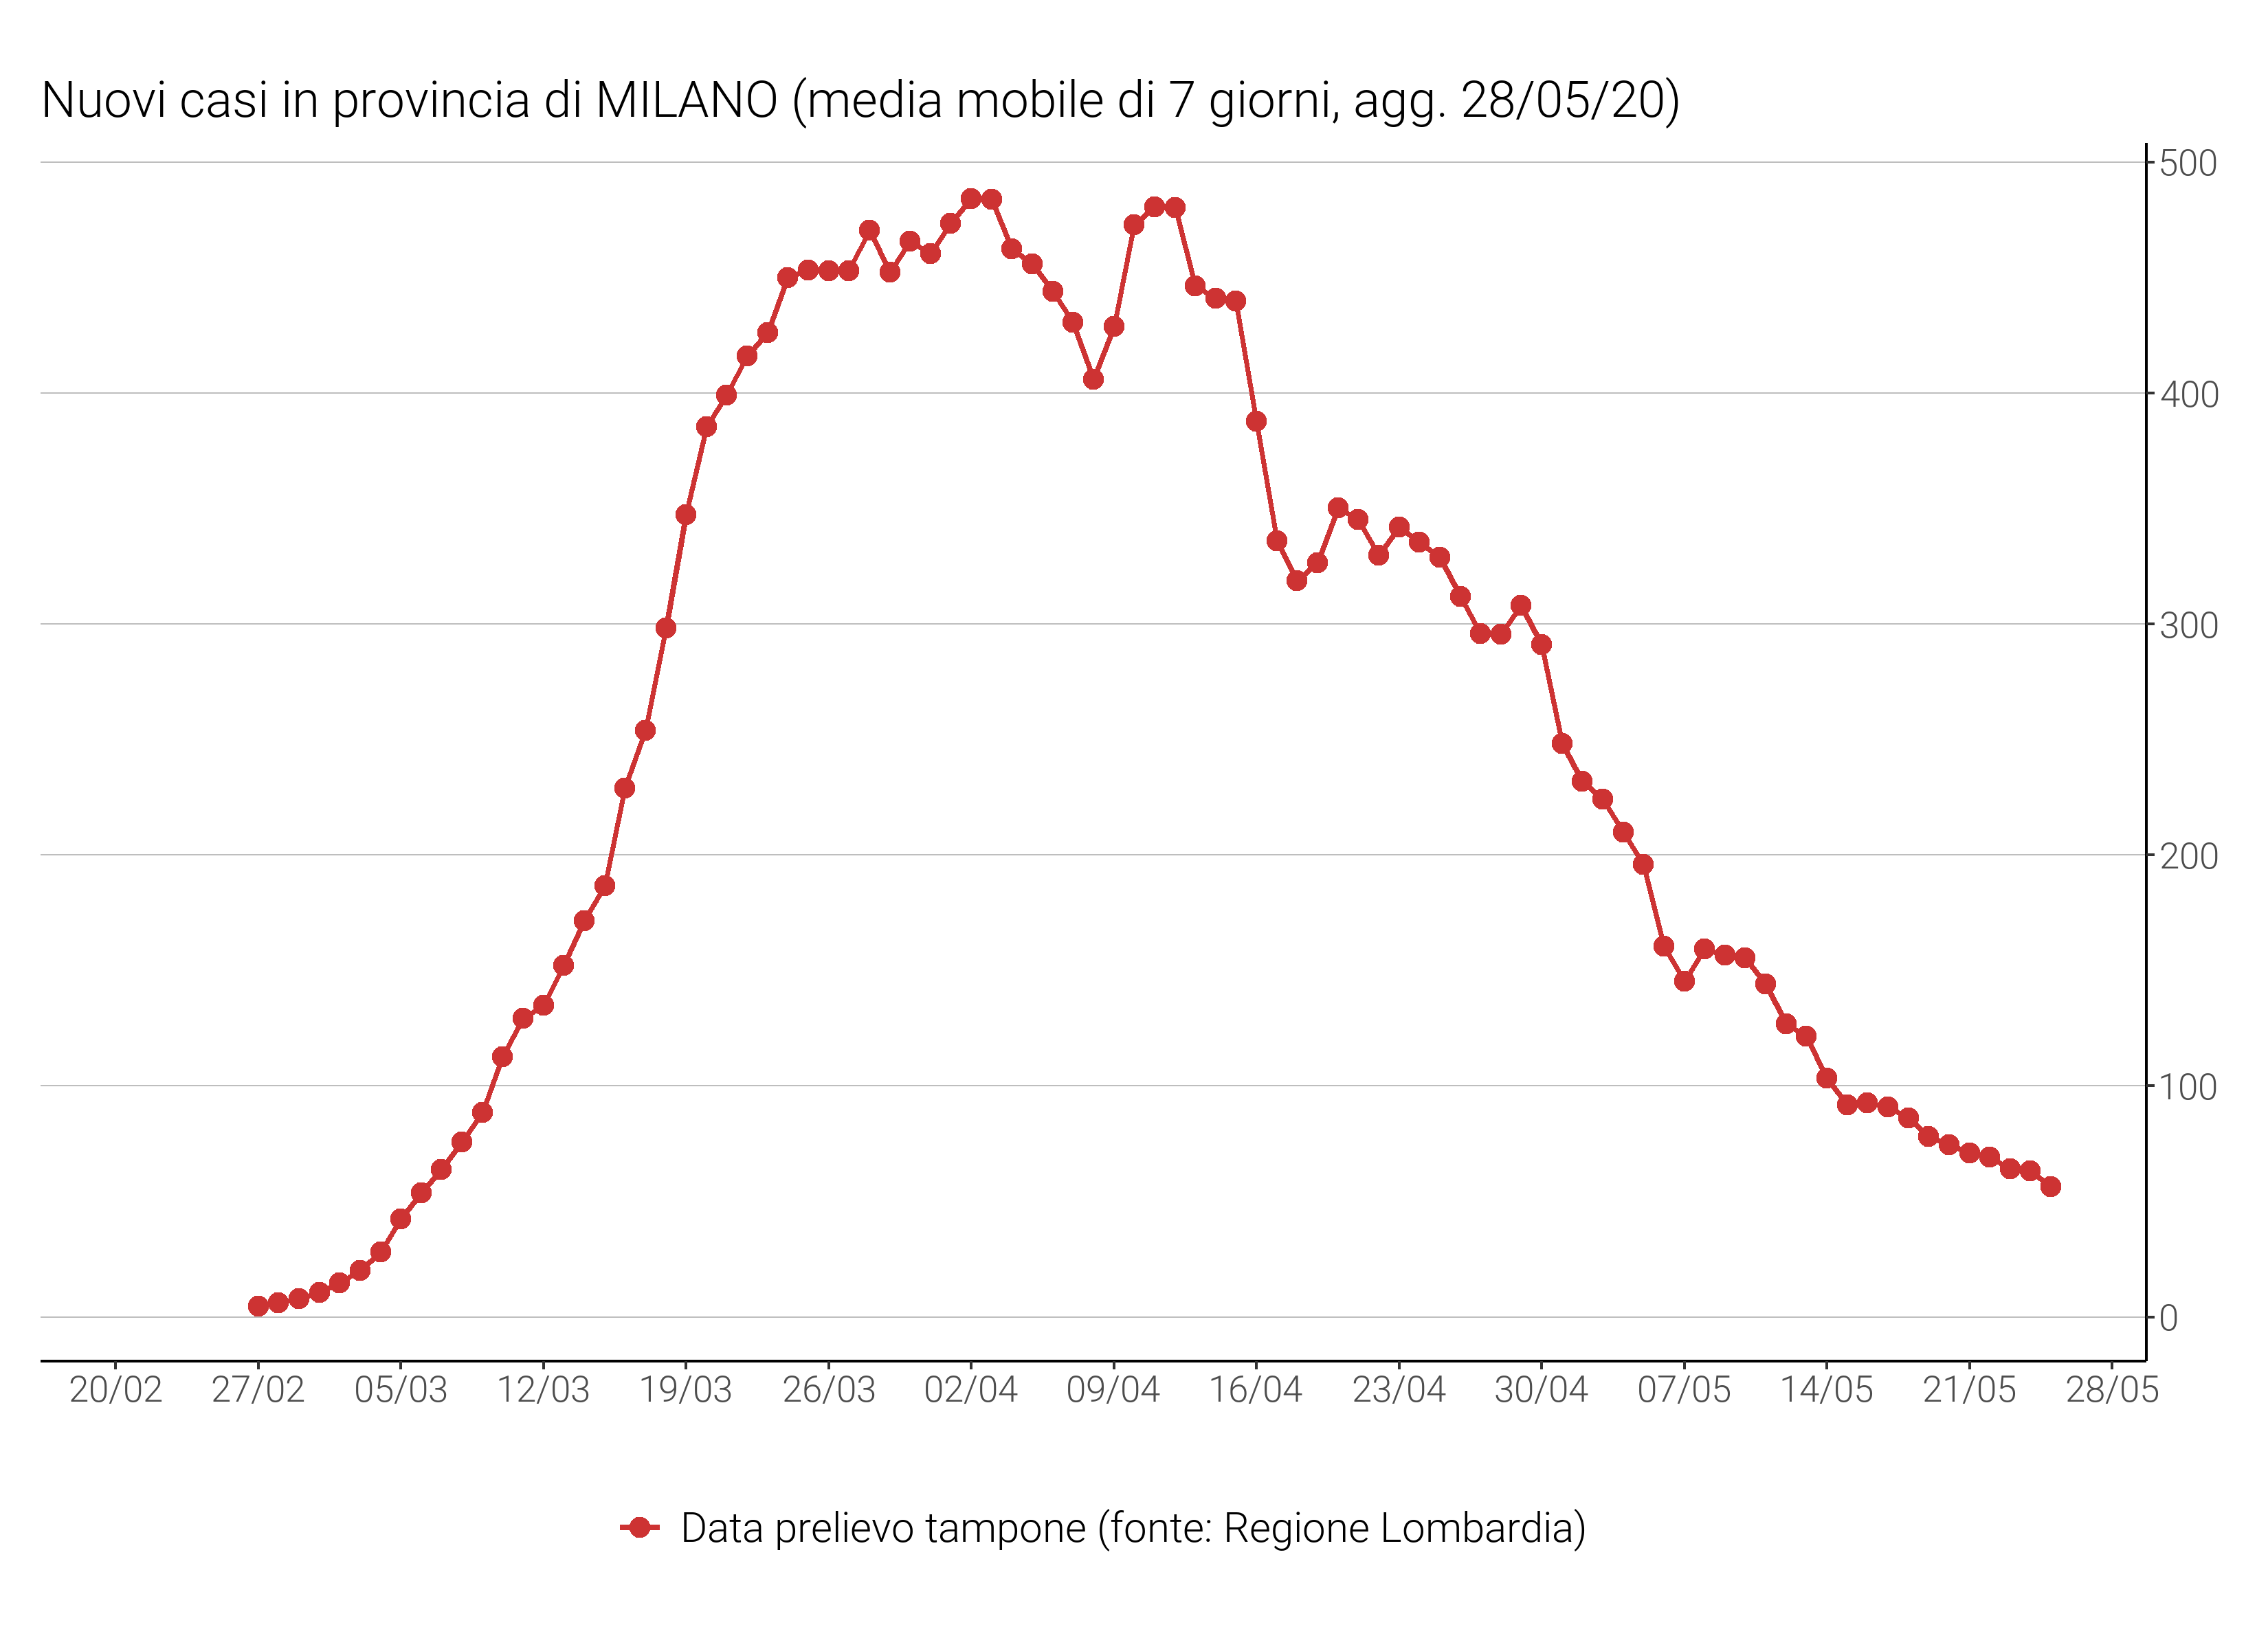 Nuovi casi in provincia di MILANO (media mobile di 7 giorni, agg. 28/05/20)
500
400
300
200
100
0
20/02 27/02 05/03 12/03 19/03 26/03 02/04 09/04 16/04 23/04 30/04 07/05 14/05 21/05 28/05
Data prelievo tampone (fonte: Regione Lombardia)